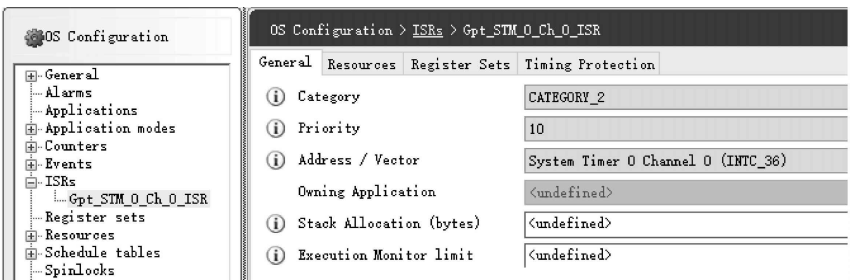 OS Configuration
General
Alarms
Applications
Application modes
Counters
Events
ISRs
Gpt_STM_0_Ch_0_ISR
Register sets
Resources
Schedule tables
Spinlocks
OS Configuration > ISRs > Gpt_STM_0_Ch_0_ISR
General Resources Register Sets Timing Protection
Category CATEGORY_2
Priority 10
Address / Vector System Timer 0 Channel 0 (INTC_36)
Owning Application <undefined>
Stack Allocation (bytes) <undefined>
Execution Monitor limit <undefined>